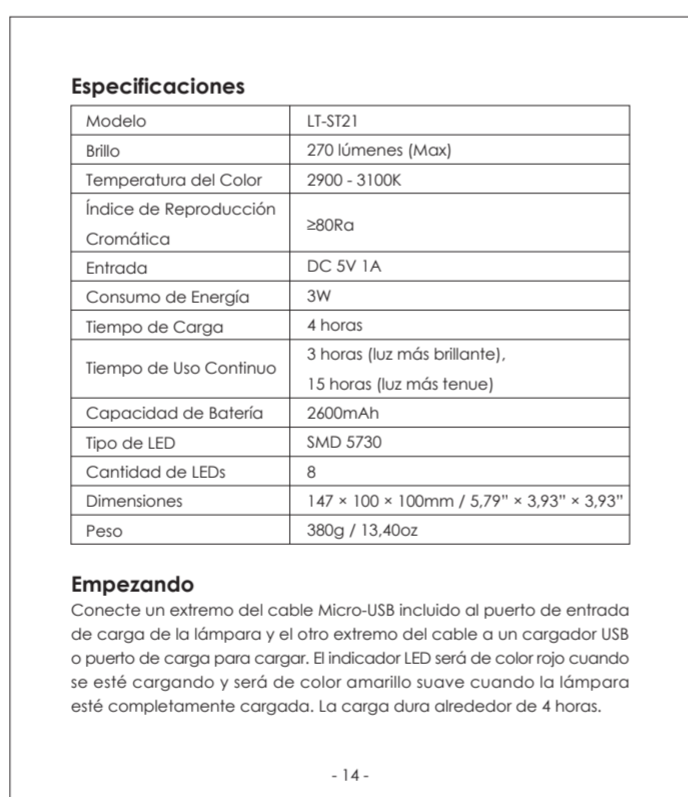 Especificaciones
Modelo LT-ST21
Brillo 270 lúmenes (Max)
Temperatura del Color 2900 - 3100K
Índice de Reproducción
Cromática ≥80Ra
Entrada DC 5V 1A
Consumo de Energía 3W
Tiempo de Carga 4 horas
Tiempo de Uso Continuo 3 horas (luz más brillante),
15 horas (luz más tenue)
Capacidad de Batería 2600mAh
Tipo de LED SMD 5730
Cantidad de LEDs 8
Dimensiones 147 × 100 × 100mm / 5,79" × 3,93" × 3,93"
Peso 380g / 13,40oz
Empezando
Conecte un extremo del cable Micro-USB incluido al puerto de entrada
de carga de la lámpara y el otro extremo del cable a un cargador USB
o puerto de carga para cargar. El indicador LED será de color rojo cuando
se esté cargando y será de color amarillo suave cuando la lámpara
esté completamente cargada. La carga dura alrededor de 4 horas.
- 14 -